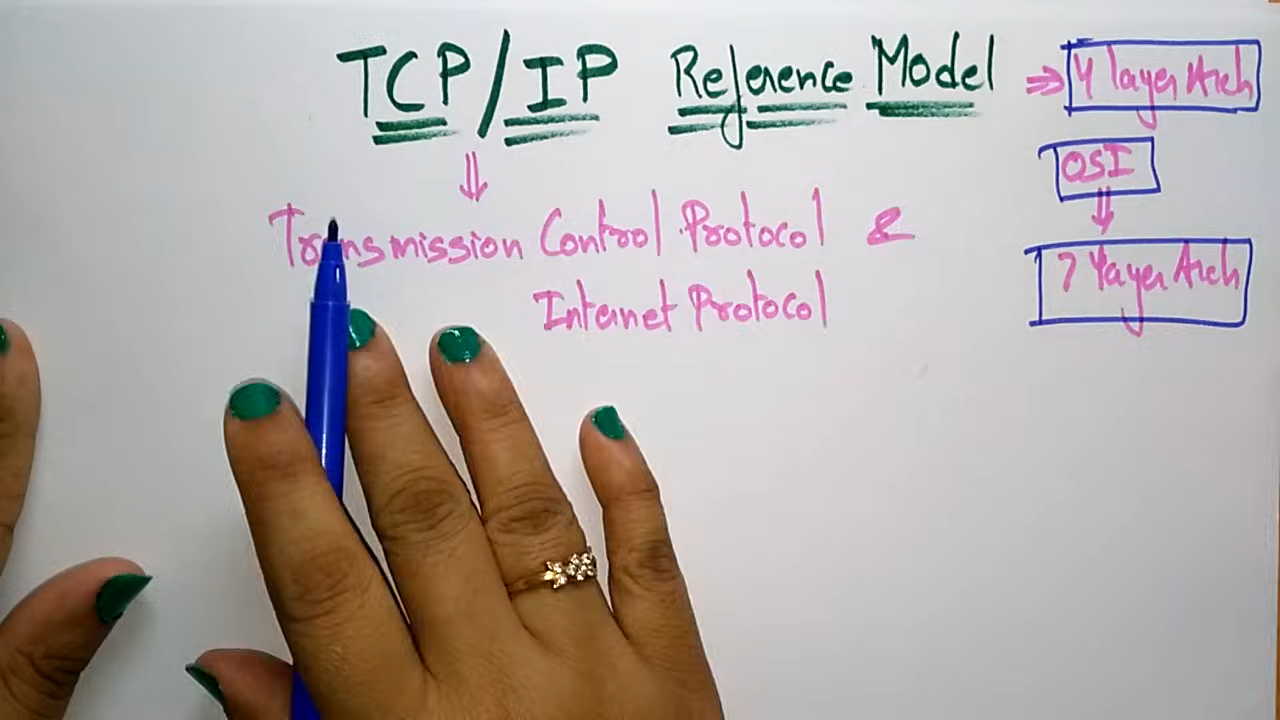 TCP/IP Reference Model ⇒ 4 layer Arch
OSI
⇓
Transmission Control Protocol &
Internet Protocol
7 layer Arch